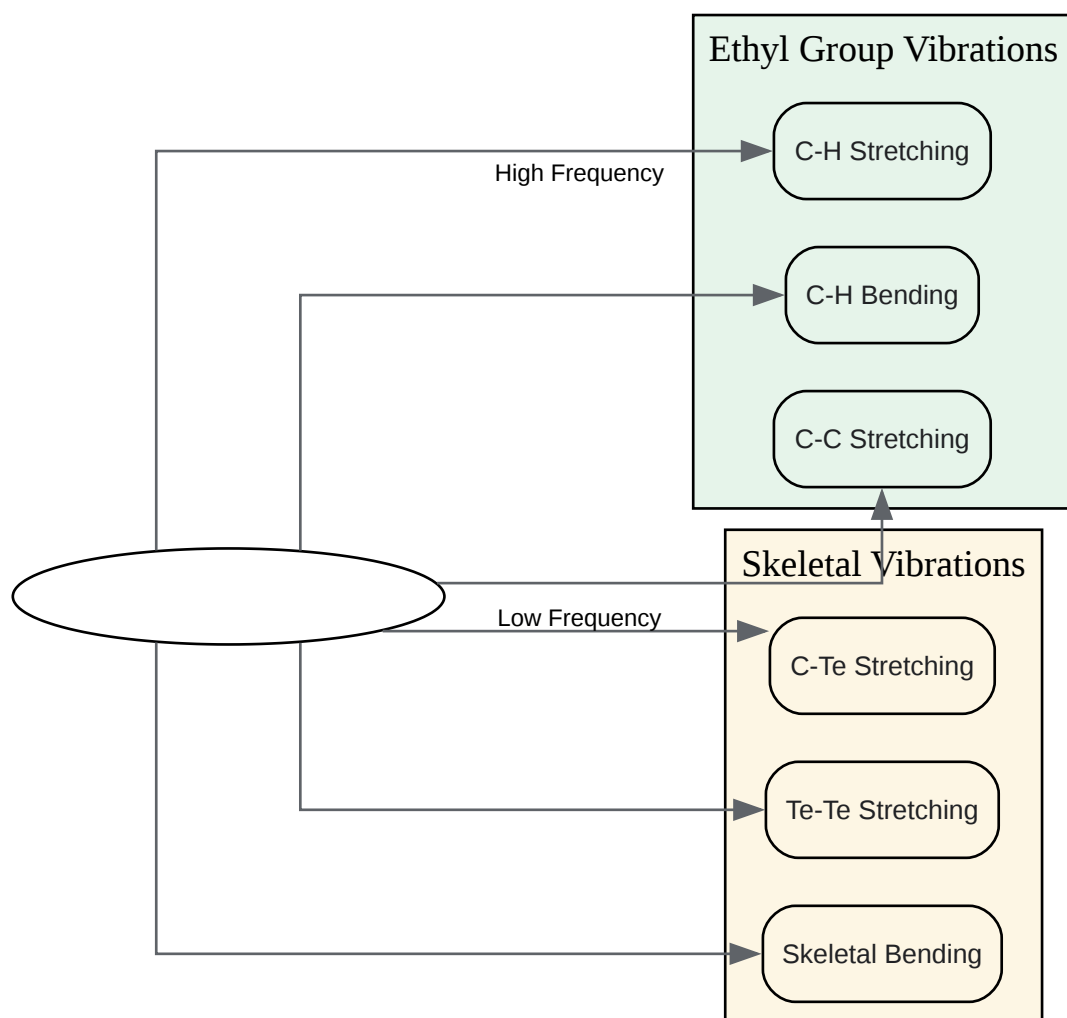 Ethyl Group Vibrations
C-H Stretching
High Frequency
C-H Bending
C-C Stretching
Skeletal Vibrations
Low Frequency
C-Te Stretching
Te-Te Stretching
Skeletal Bending